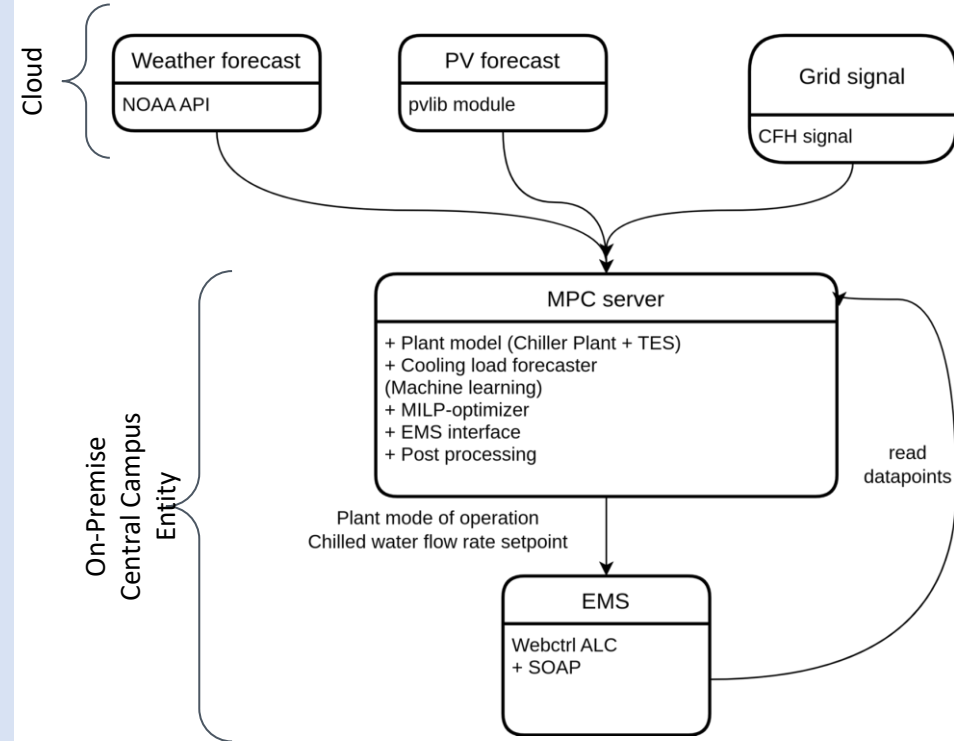 Cloud
Weather forecast
NOAA API
PV forecast
pvlib module
Grid signal
CFH signal
On-Premise
Central Campus
Entity
MPC server
+ Plant model (Chiller Plant + TES)
+ Cooling load forecaster
(Machine learning)
+ MILP-optimizer
+ EMS interface
+ Post processing
read
datapoints
Plant mode of operation
Chilled water flow rate setpoint
EMS
Webctrl ALC
+ SOAP